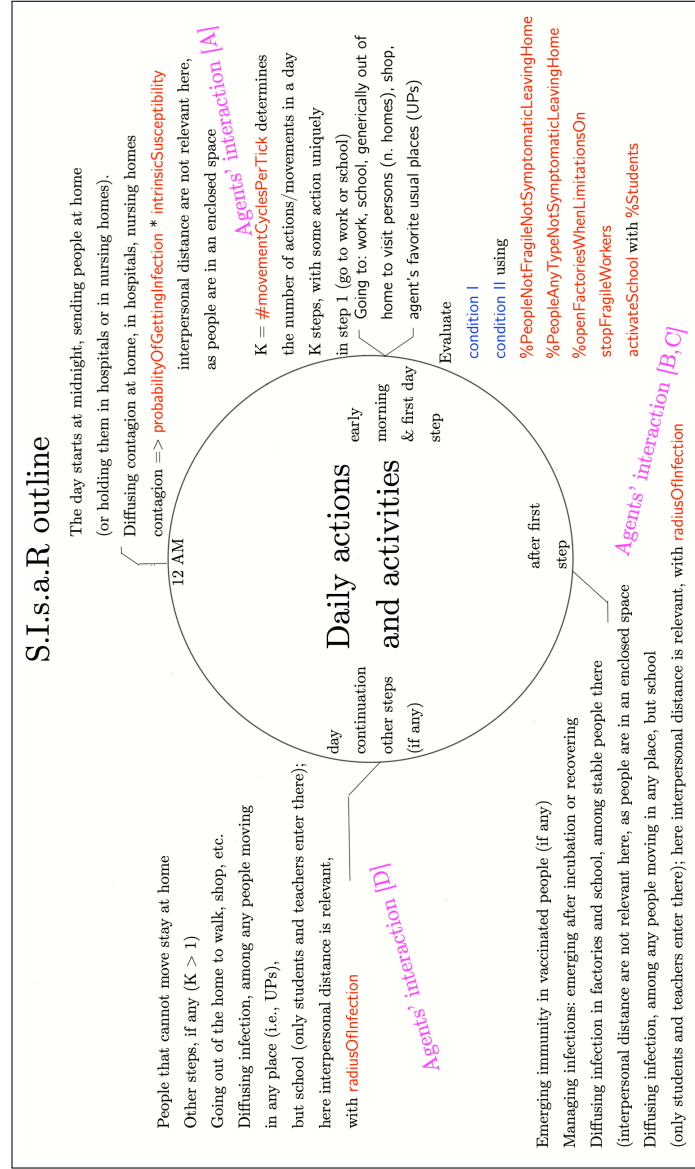 S.I.s.a.R outline
The day starts at midnight, sending people at home
(or holding them in hospitals or in nursing homes).
Diffusing contagion at home, in hospitals, nursing homes
contagion => probabilityOfGettingInfection * intrinsicSusceptibility
interpersonal distance are not relevant here,
as people are in an enclosed space
Agents' interaction [A]
12 AM
K = #movementCyclesPerTick determines
the number of actions/movements in a day
K steps, with some action uniquely
in step 1 (go to work or school)
Going to: work, school, generically out of
home to visit persons (n. homes), shop,
agent's favorite usual places (UPs)
early
morning
& first day
step
Evaluate
condition I
condition II using
%PeopleNotFragileNotSymptomaticLeavingHome
%PeopleAnyTypeNotSymptomaticLeavingHome
%openFactoriesWhenLimitationsOn
stopFragileWorkers
activateSchool with %Students
Daily actions
and activities
after first
step
Agents' interaction [B,C]
Emerging immunity in vaccinated people (if any)
Managing infections: emerging after incubation or recovering
Diffusing infection in factories and school, among stable people there
(interpersonal distance are not relevant here, as people are in an enclosed space
Diffusing infection, among any people moving in any place, but school
(only students and teachers enter there); here interpersonal distance is relevant, with radiusOfInfection
day
continuation
other steps
(if any)
People that cannot move stay at home
Other steps, if any (K > 1)
Going out of the home to walk, shop, etc.
Diffusing infection, among any people moving
in any place (i.e., UPs),
but school (only students and teachers enter there);
here interpersonal distance is relevant,
with radiusOfInfection
Agents' interaction [D]